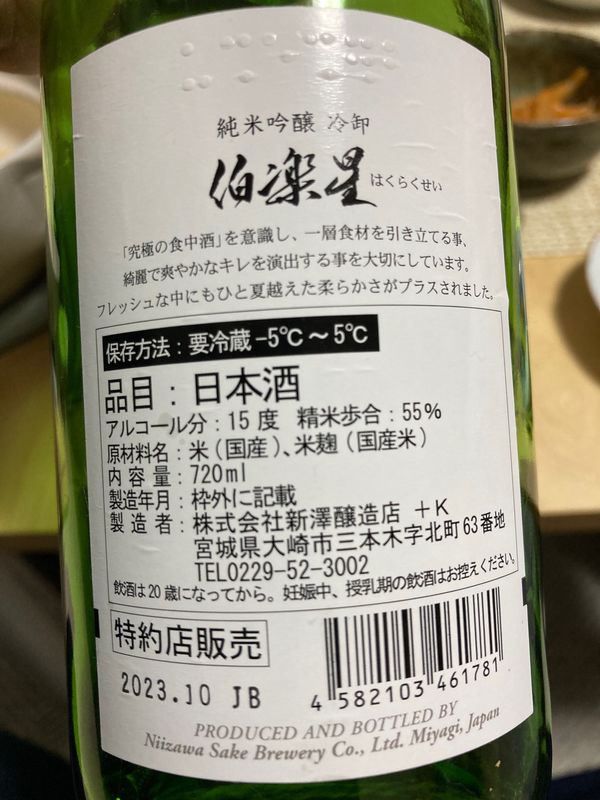 純米吟醸 冷卸
伯楽星 はくらくせい
「究極の食中酒」を意識し、一層食材を引き立てる事、
綺麗で爽やかなキレを演出する事を大切にしています。
フレッシュな中にもひと夏越えた柔らかさがプラスされました。
保存方法：要冷蔵 -5℃～5℃
品目：日本酒
アルコール分：15度 精米歩合：55%
原材料名：米（国産）、米麹（国産米）
内容量：720ml
製造年月：枠外に記載
製造者：株式会社新澤醸造店 +K
宮城県大崎市三本木字北町63番地
TEL0229-52-3002
飲酒は20歳になってから。妊娠中、授乳期の飲酒はお控えください。
特約店販売
2023.10 JB
4 582103 461781
PRODUCED AND BOTTLED BY
Niizawa Sake Brewery Co., Ltd. Miyagi, Japan